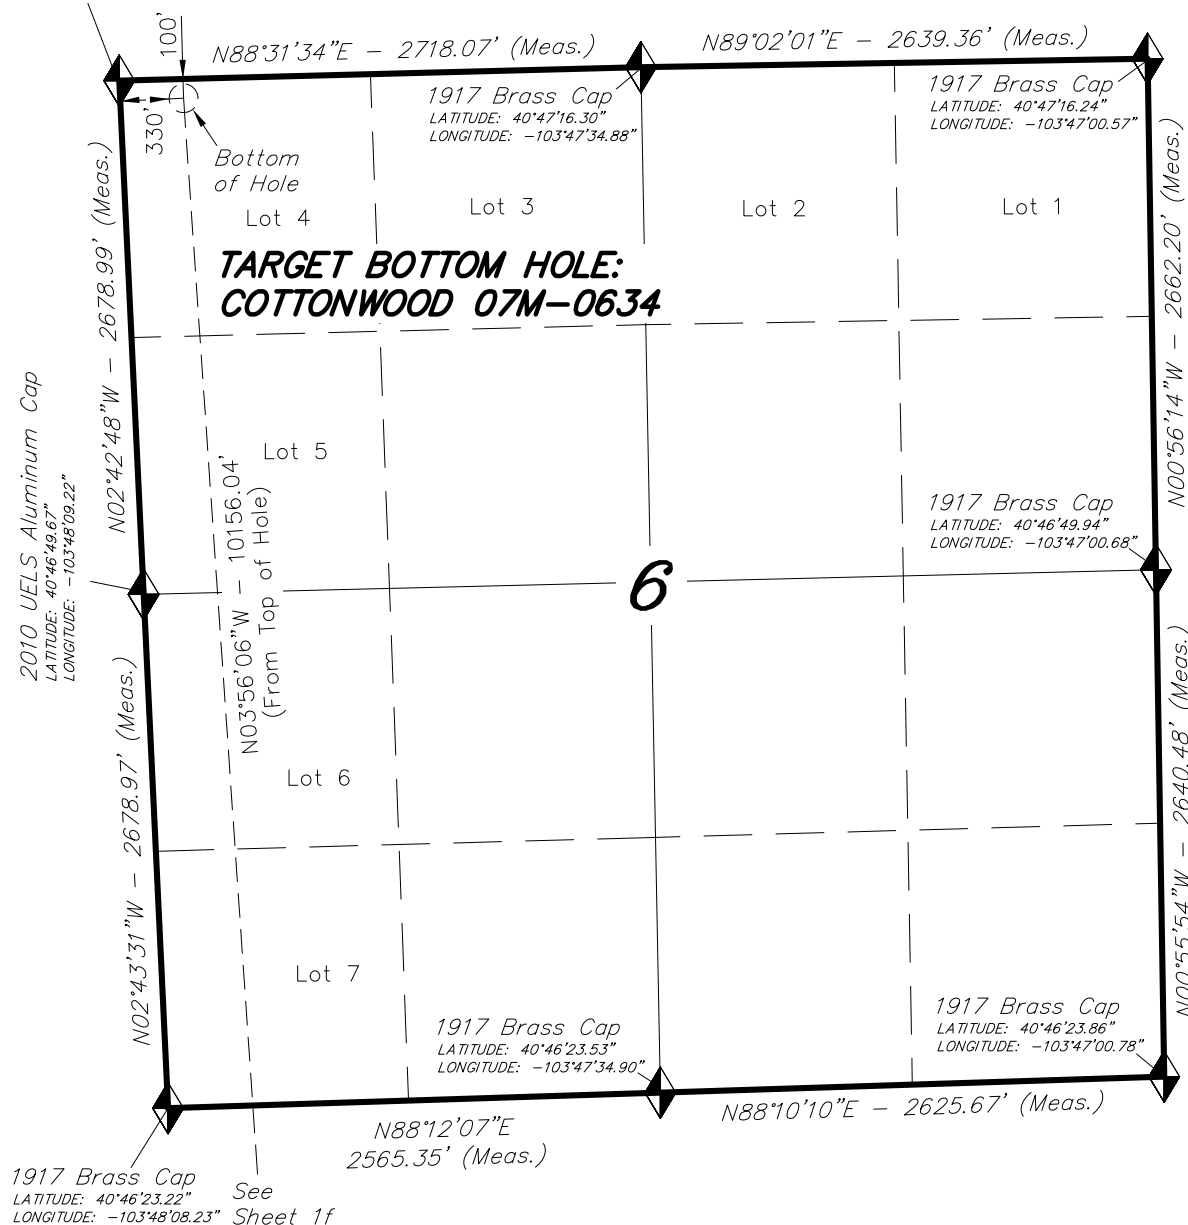 100'
N88°31'34"E - 2718.07' (Meas.)
N89°02'01"E - 2639.36' (Meas.)
330'
Bottom
of Hole
1917 Brass Cap
LATITUDE: 40°47'16.30"
LONGITUDE: -103°47'34.88"
1917 Brass Cap
LATITUDE: 40°47'16.24"
LONGITUDE: -103°47'00.57"
Lot 4
Lot 3
Lot 2
Lot 1
TARGET BOTTOM HOLE:
COTTONWOOD 07M-0634
N02°42'48"W - 2678.99' (Meas.)
N00°56'14"W - 2662.20' (Meas.)
2010 UELS Aluminum Cap
LATITUDE: 40°46'49.67"
LONGITUDE: -103°48'09.22"
Lot 5
N03°56'06"W - 10156.04'
(From Top of Hole)
1917 Brass Cap
LATITUDE: 40°46'49.94"
LONGITUDE: -103°47'00.68"
6
Lot 6
N02°43'31"W - 2678.97' (Meas.)
N00°55'54"W - 2640.48' (Meas.)
Lot 7
1917 Brass Cap
LATITUDE: 40°46'23.53"
LONGITUDE: -103°47'34.90"
1917 Brass Cap
LATITUDE: 40°46'23.86"
LONGITUDE: -103°47'00.78"
N88°12'07"E
2565.35' (Meas.)
N88°10'10"E - 2625.67' (Meas.)
1917 Brass Cap
LATITUDE: 40°46'23.22"
LONGITUDE: -103°48'08.23"
See
Sheet 1f